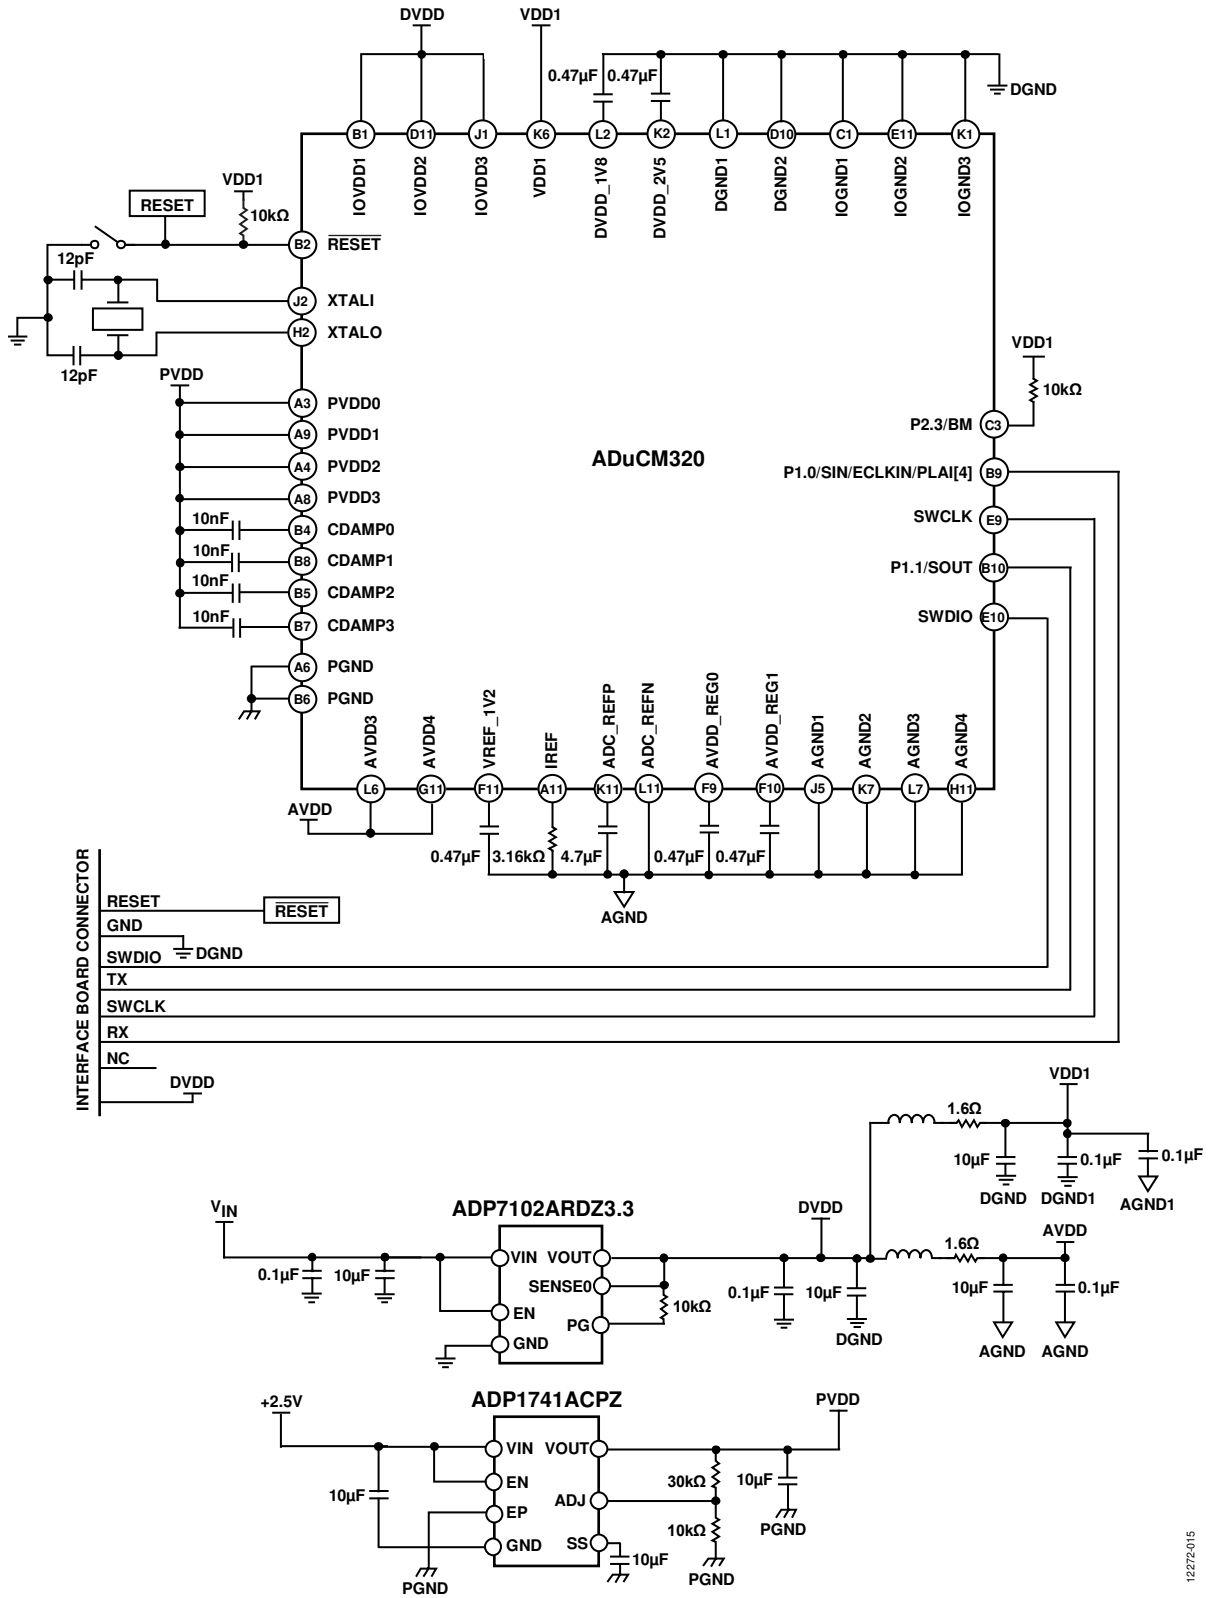 DVDD
VDD1
0.47µF
0.47µF
DGND
B1
D11
J1
K6
L2
K2
L1
D10
C1
E11
K1
IOVDD1
IOVDD2
IOVDD3
VDD1
DVDD_1V8
DVDD_2V5
DGND1
DGND2
IOGND1
IOGND2
IOGND3
VDD1
RESET
10kΩ
B2
RESET
12pF
J2
XTALI
H2
XTALO
12pF
PVDD
A3
PVDD0
A9
PVDD1
A4
PVDD2
A8
PVDD3
10nF
B4
CDAMP0
10nF
B8
CDAMP1
10nF
B5
CDAMP2
10nF
B7
CDAMP3
A6
PGND
B6
PGND
ADuCM320
VDD1
10kΩ
P2.3/BM
C3
P1.0/SIN/ECLKIN/PLAI[4]
B9
SWCLK
E9
P1.1/SOUT
B10
SWDIO
E10
AVDD3
AVDD4
VREF_1V2
IREF
ADC_REFP
ADC_REFN
AVDD_REG0
AVDD_REG1
AGND1
AGND2
AGND3
AGND4
L6
G11
F11
A11
K11
L11
F9
F10
J5
K7
L7
H11
AVDD
0.47µF
3.16kΩ
4.7µF
0.47µF
0.47µF
AGND
INTERFACE BOARD CONNECTOR
RESET
RESET
GND
DGND
SWDIO
TX
SWCLK
RX
NC
DVDD
VDD1
1.6Ω
10µF
0.1µF
0.1µF
DGND
DGND1
AGND1
ADP7102ARDZ3.3
VIN
VIN
VOUT
SENSE0
EN
PG
GND
0.1µF
10µF
10kΩ
DVDD
0.1µF
10µF
DGND
1.6Ω
AVDD
10µF
0.1µF
AGND
AGND
ADP1741ACPZ
+2.5V
VIN
VOUT
EN
ADJ
EP
GND
SS
10µF
PGND
10µF
30kΩ
10kΩ
PGND
10µF
PGND
PVDD
12272-015